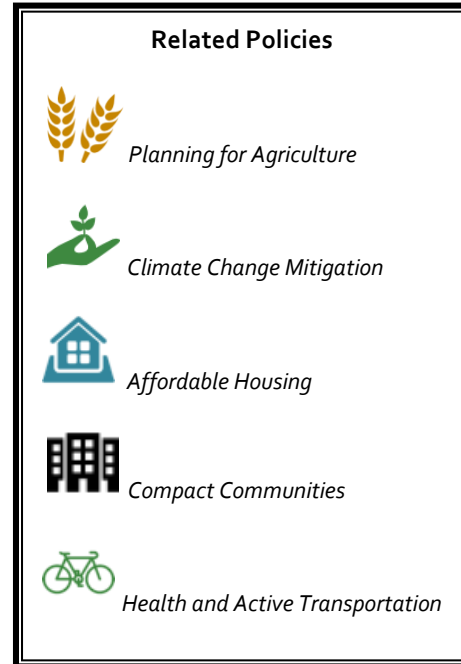 Related Policies
Planning for Agriculture
Climate Change Mitigation
Affordable Housing
Compact Communities
Health and Active Transportation